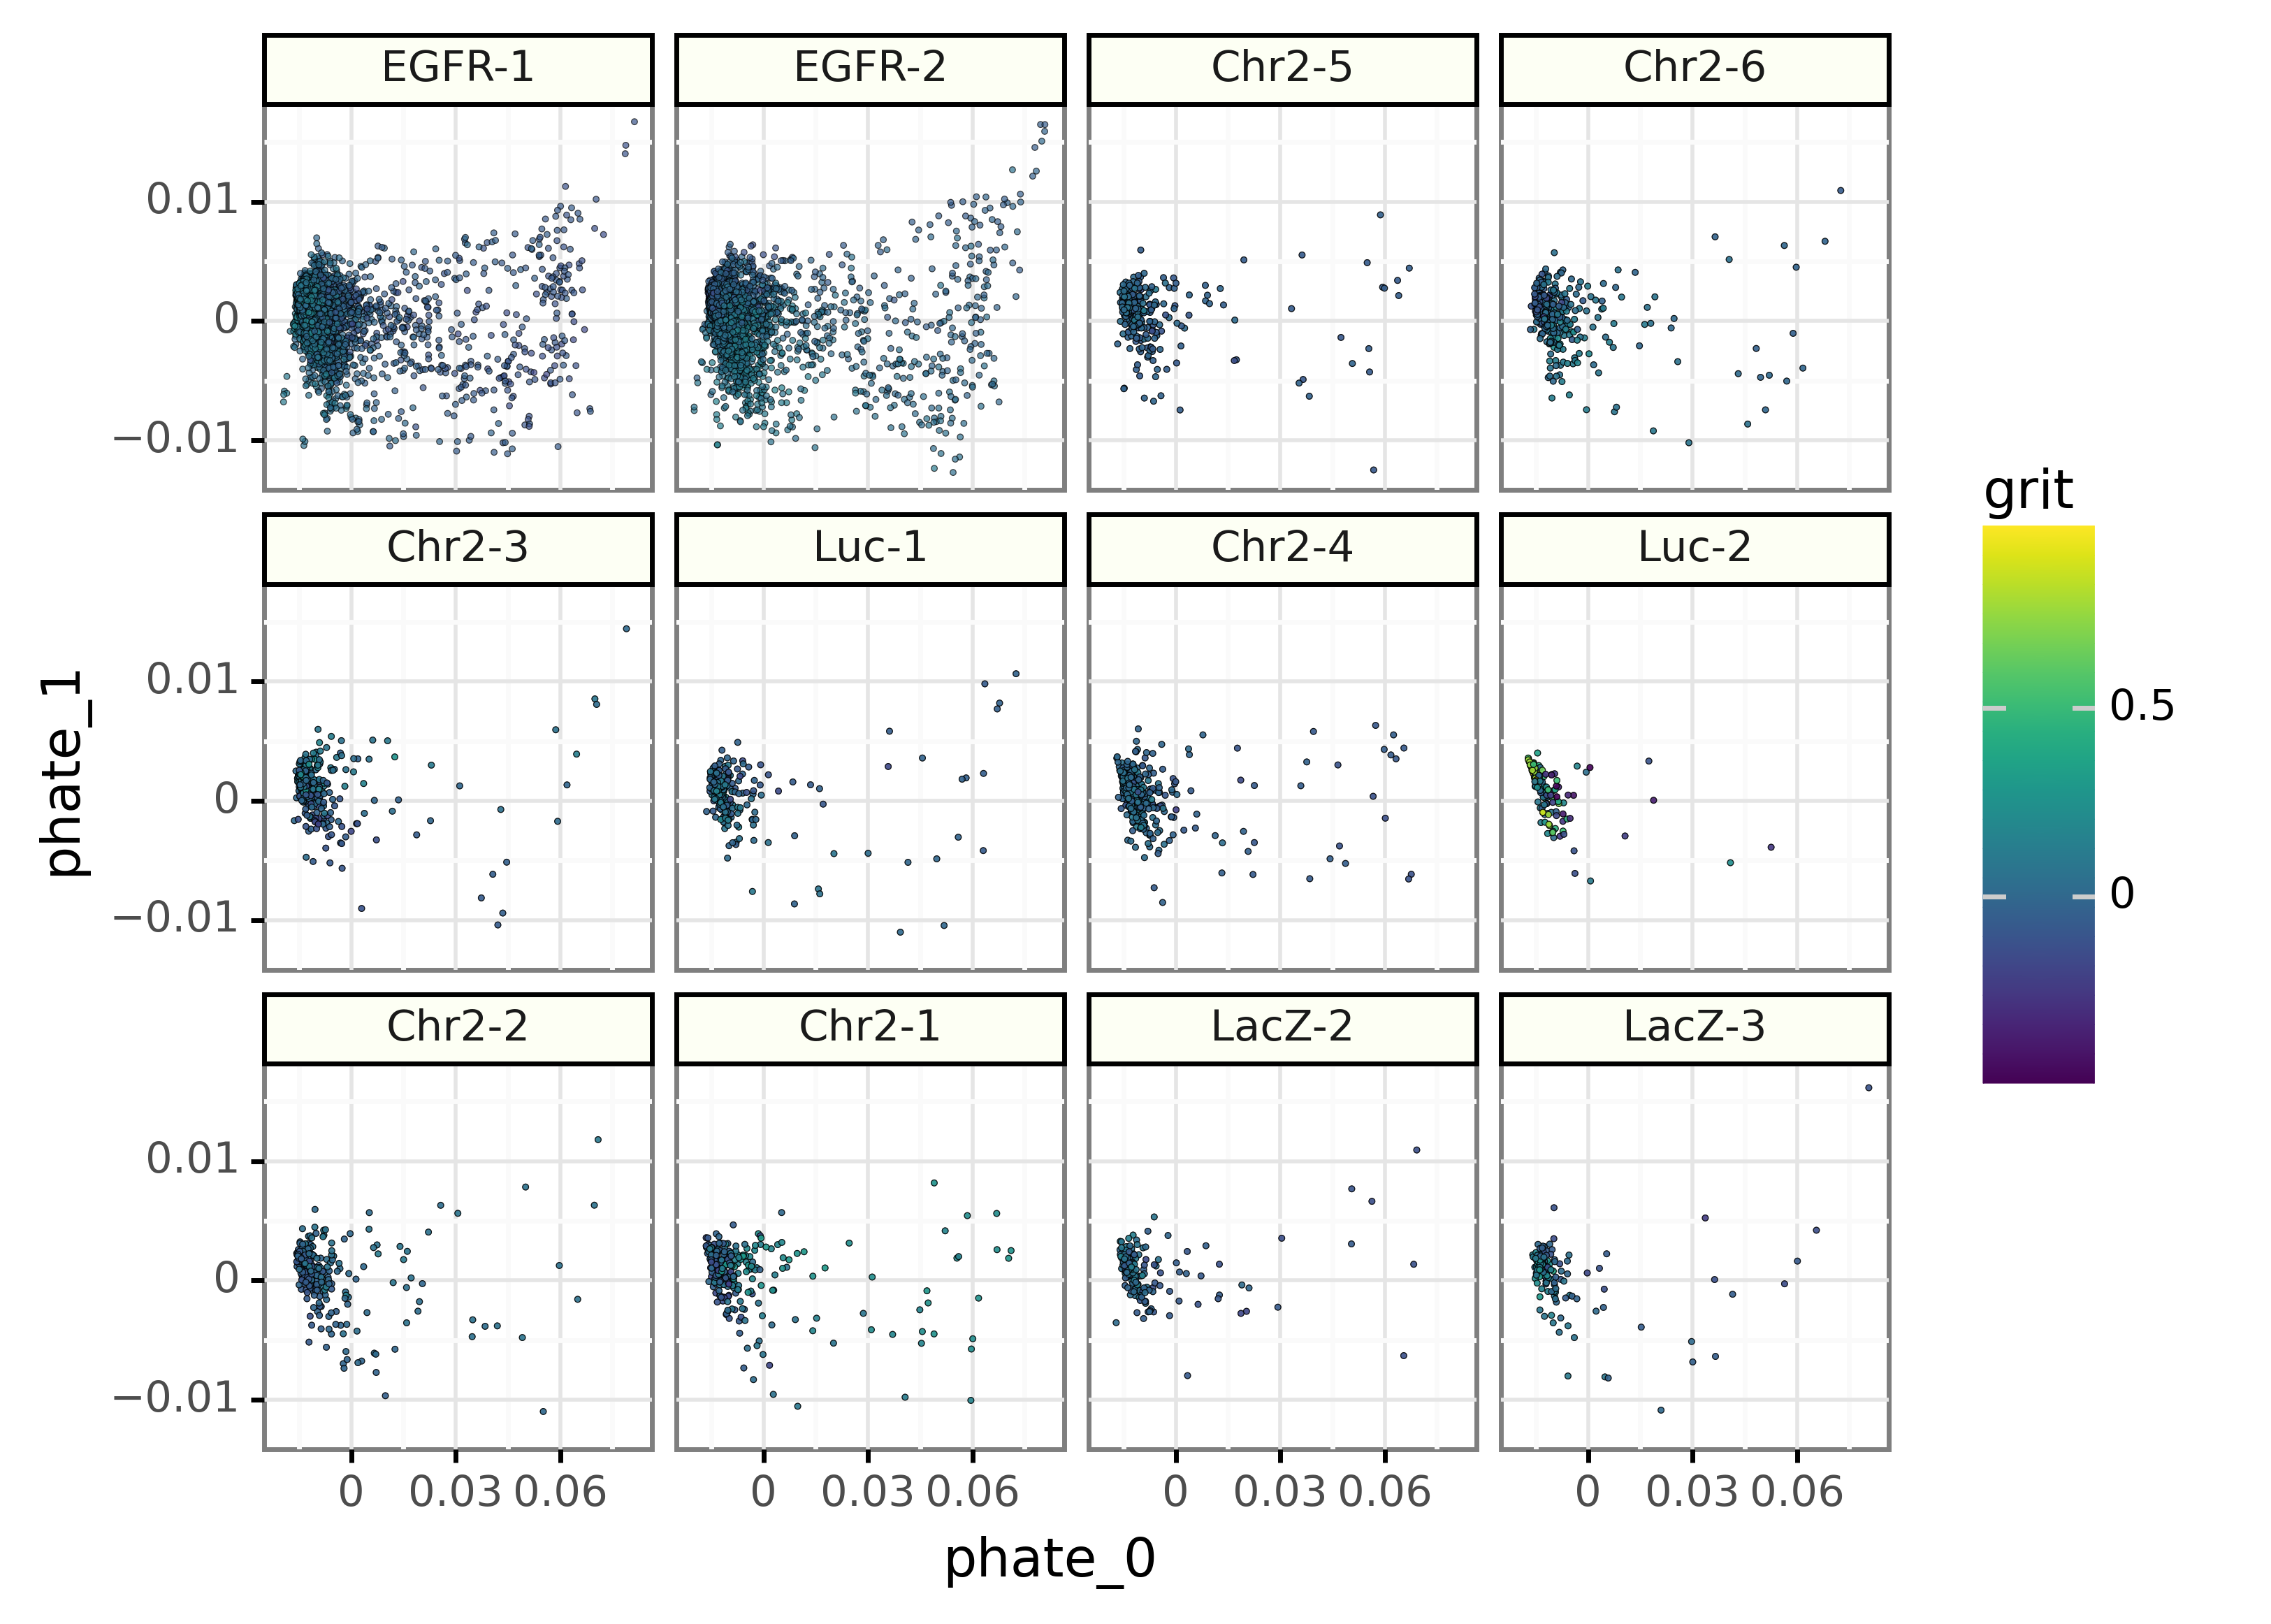 EGFR-1 EGFR-2 Chr2-5 Chr2-6
0.01
0
−0.01
Chr2-3 Luc-1 Chr2-4 Luc-2
0.01
0
−0.01
Chr2-2 Chr2-1 LacZ-2 LacZ-3
0.01
0
−0.01
0 0.03 0.06 0 0.03 0.06 0 0.03 0.06 0 0.03 0.06
phate_0
phate_1
grit
0.5
0